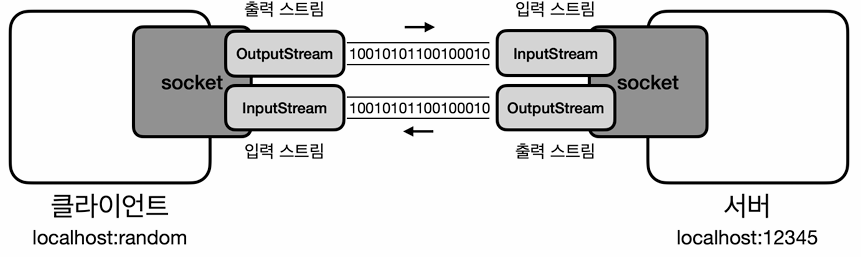 출력 스트림
입력 스트림
OutputStream
10010101100100010
InputStream
socket
socket
InputStream
10010101100100010
OutputStream
입력 스트림
출력 스트림
클라이언트
서버
localhost:random
localhost:12345